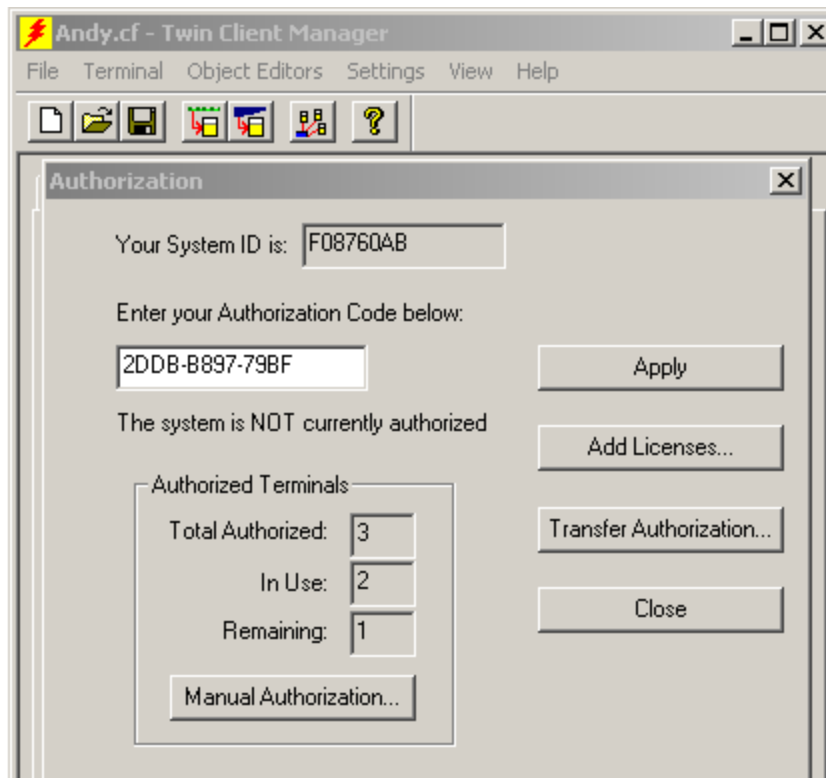 Andy.cf - Twin Client Manager
File Terminal Object Editors Settings View Help
Authorization
Your System ID is: F08760AB
Enter your Authorization Code below:
2DDB-B897-79BF
Apply
The system is NOT currently authorized
Add Licenses...
Authorized Terminals
Total Authorized: 3
Transfer Authorization...
In Use: 2
Close
Remaining: 1
Manual Authorization...